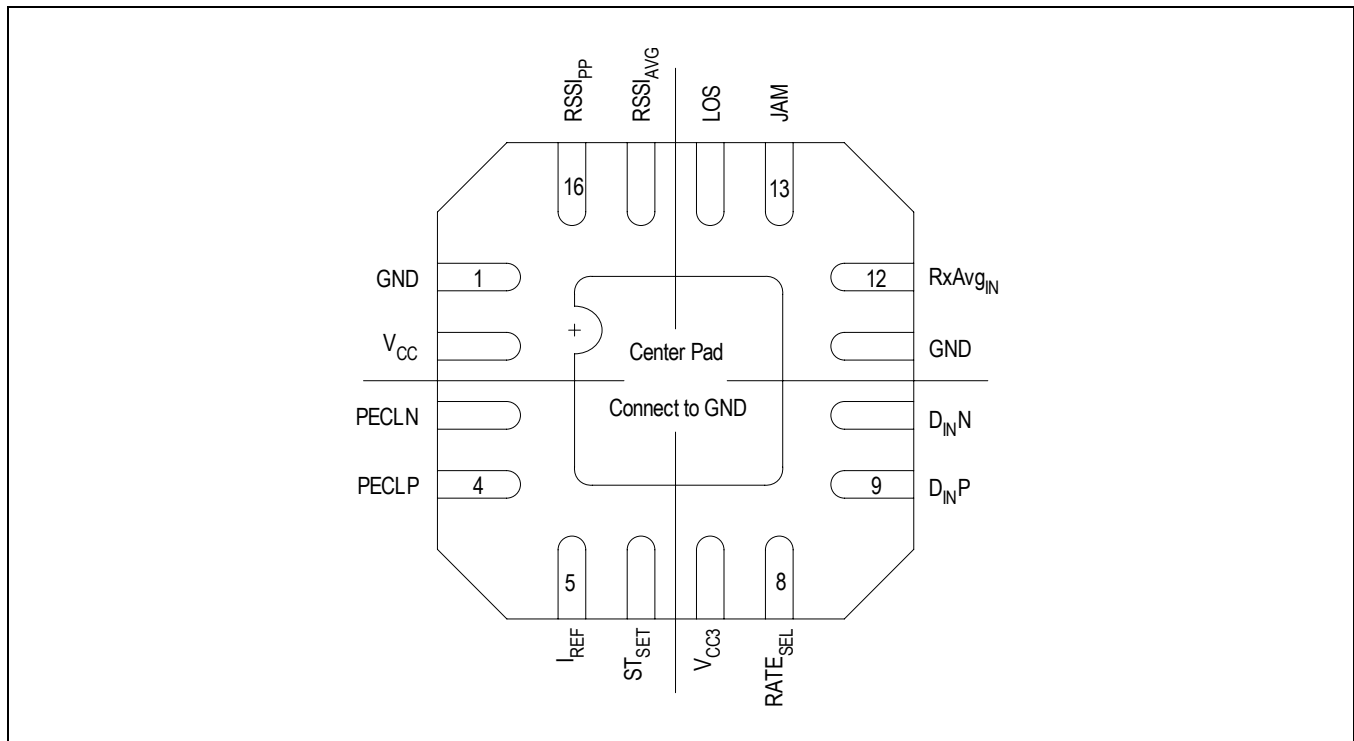 RSSIPP
RSSIAVG
LOS
JAM
16
13
GND
1
12
RxAvgIN
VCC
GND
Center Pad
Connect to GND
PECLN
DINN
PECLP
4
9
DINP
5
8
IREF
STSET
VCC3
RATESEL